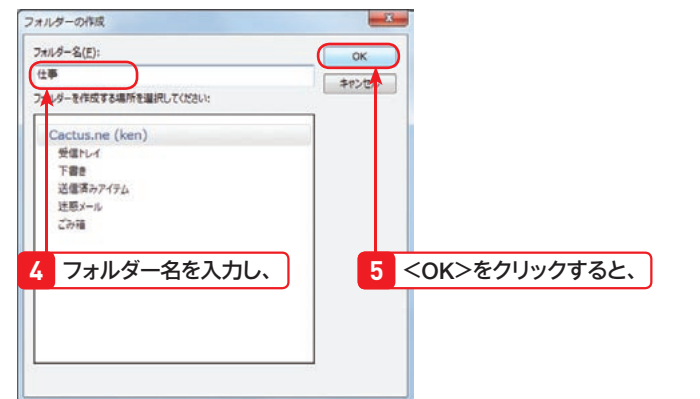 フォルダーの作成
フォルダー名(F):
OK
仕事
キャンセル
フォルダーを作成する場所を選択してください:
Cactus.ne (ken)
受信トレイ
下書き
送信済みアイテム
迷惑メール
ごみ箱
4 フォルダー名を入力し、
5 <OK>をクリックすると、